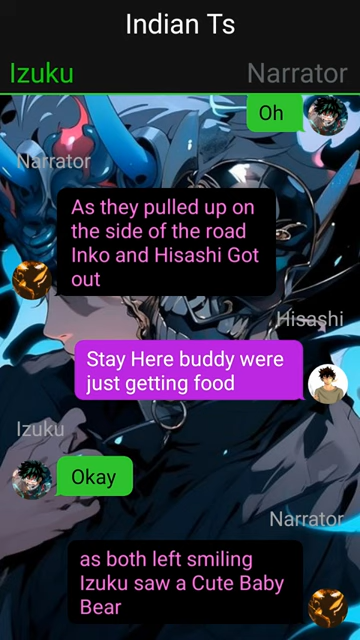 Indian Ts
Izuku
Narrator
Oh
Narrator
As they pulled up on
the side of the road
Inko and Hisashi Got
out
Hisashi
Stay Here buddy were
just getting food
Izuku
Okay
Narrator
as both left smiling
Izuku saw a Cute Baby
Bear